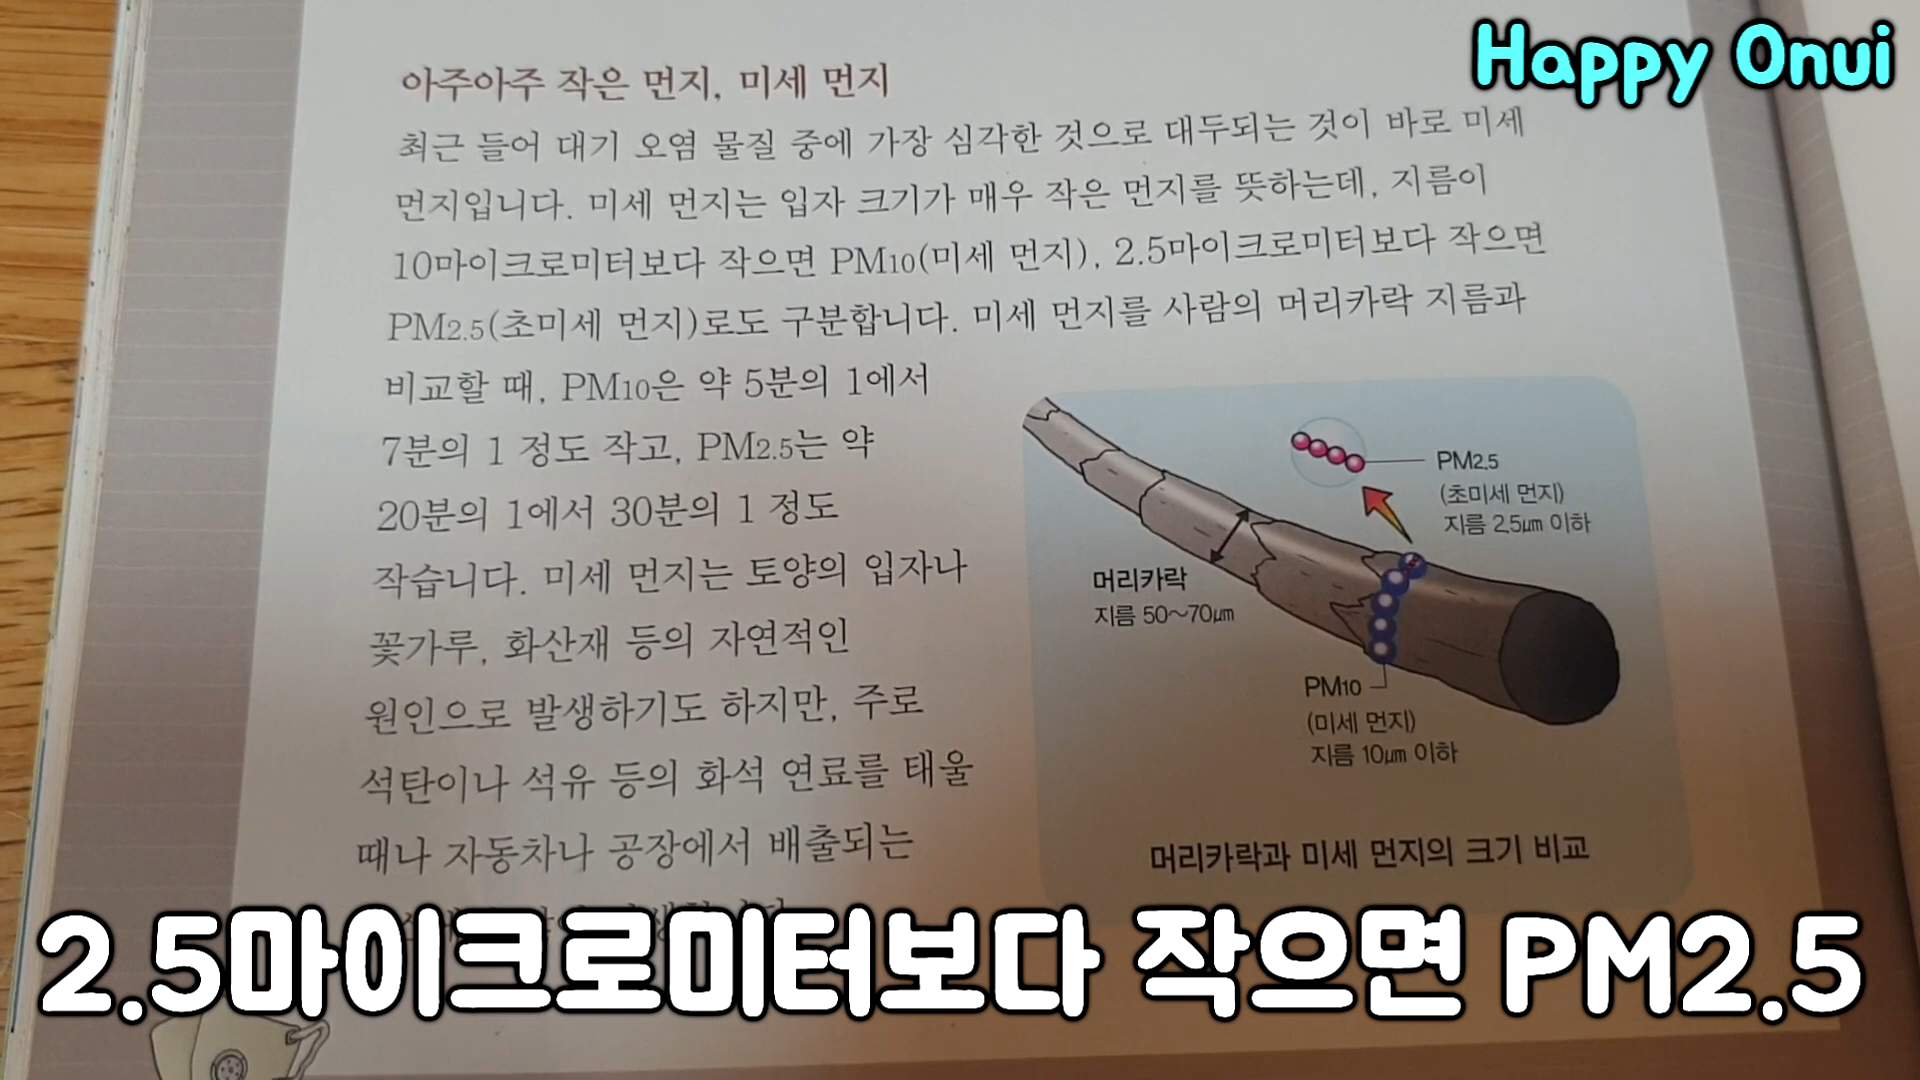 Happy Onui
아주아주 작은 먼지, 미세 먼지
최근 들어 대기 오염 물질 중에 가장 심각한 것으로 대두되는 것이 바로 미세
먼지입니다. 미세 먼지는 입자 크기가 매우 작은 먼지를 뜻하는데, 지름이
10마이크로미터보다 작으면 PM10(미세 먼지), 2.5마이크로미터보다 작으면
PM2.5(초미세 먼지)로도 구분합니다. 미세 먼지를 사람의 머리카락 지름과
비교할 때, PM10은 약 5분의 1에서
7분의 1 정도 작고, PM2.5는 약
20분의 1에서 30분의 1 정도
작습니다. 미세 먼지는 토양의 입자나
꽃가루, 화산재 등의 자연적인
원인으로 발생하기도 하지만, 주로
석탄이나 석유 등의 화석 연료를 태울
때나 자동차나 공장에서 배출되는
PM2.5
(초미세 먼지)
지름 2.5㎛ 이하
머리카락
지름 50~70㎛
PM10
(미세 먼지)
지름 10㎛ 이하
머리카락과 미세 먼지의 크기 비교
2.5마이크로미터보다 작으면 PM2.5